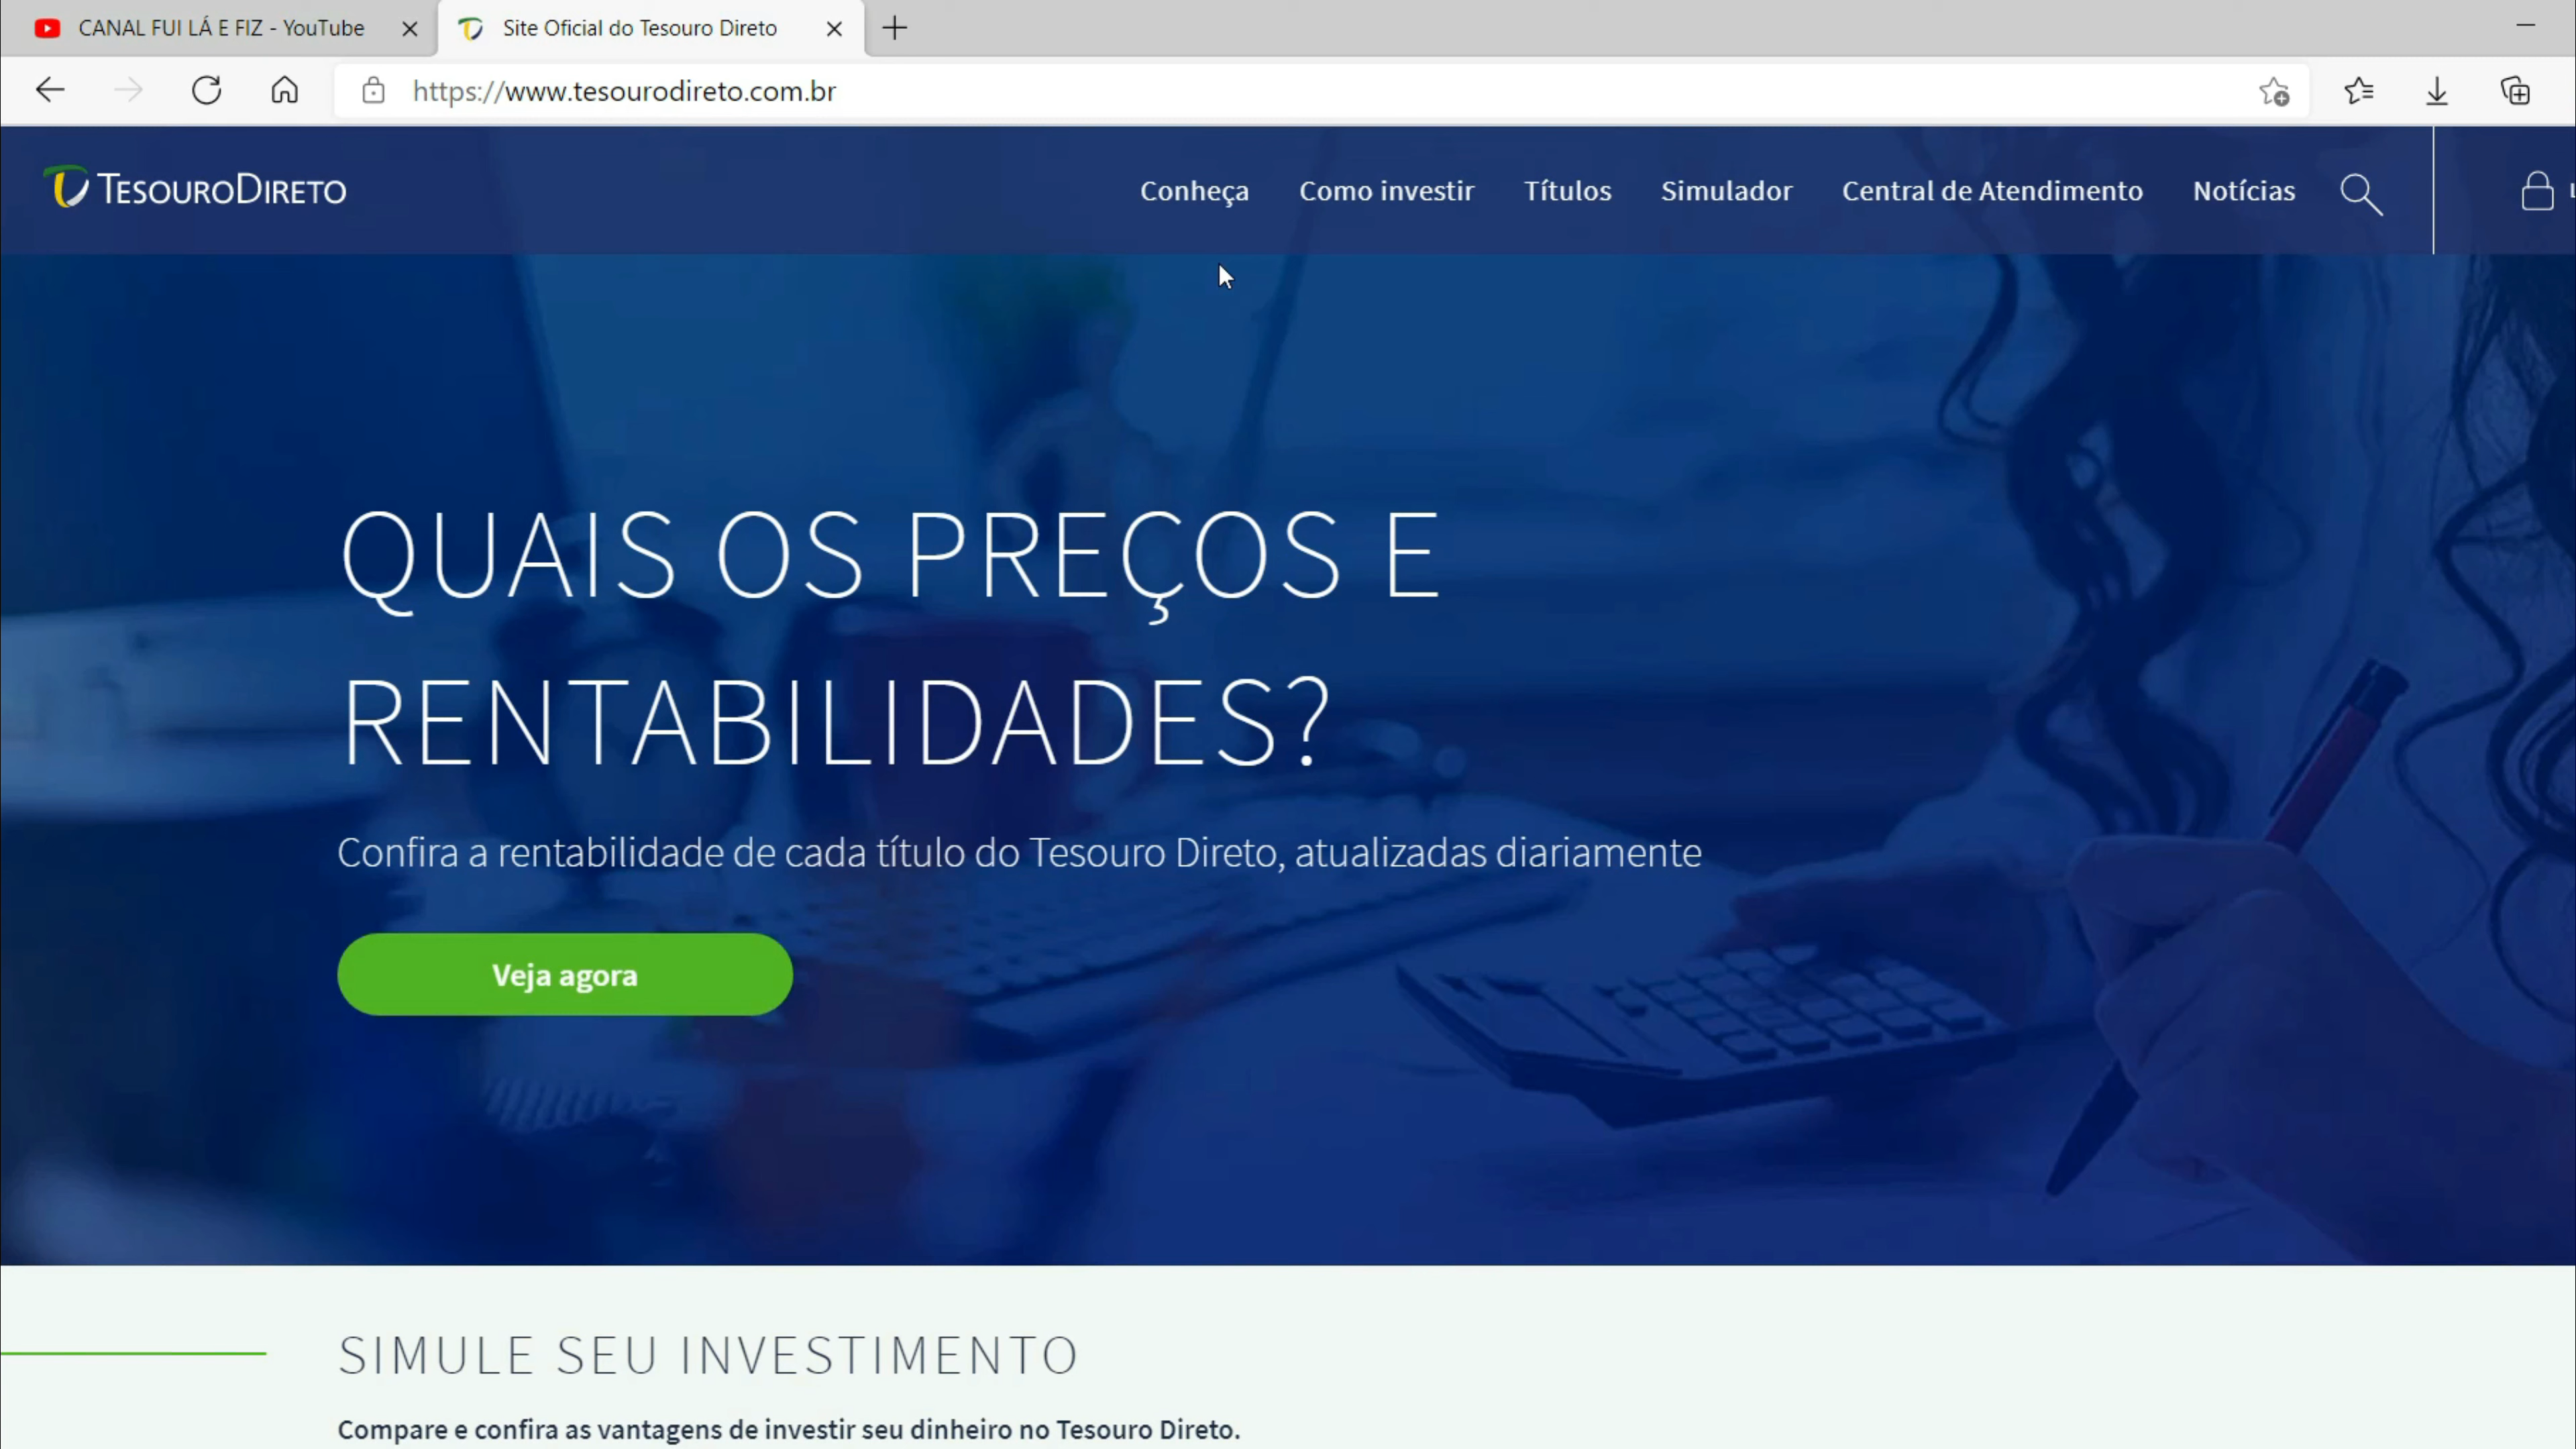 CANAL FUI LÁ E FIZ - YouTube
Site Oficial do Tesouro Direto
https://www.tesourodireto.com.br
TESOURODIRETO
Conheça
Como investir
Títulos
Simulador
Central de Atendimento
Notícias
QUAIS OS PREÇOS E
RENTABILIDADES?
Confira a rentabilidade de cada título do Tesouro Direto, atualizadas diariamente
Veja agora
SIMULE SEU INVESTIMENTO
Compare e confira as vantagens de investir seu dinheiro no Tesouro Direto.